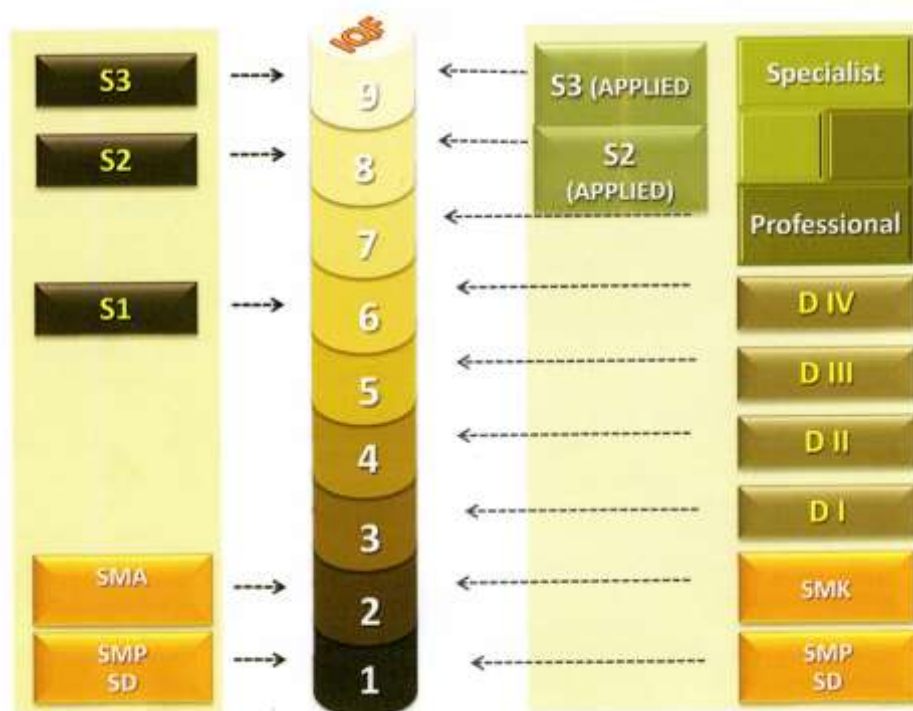 IQF
S3
S2
S1
SMA
SMP
SD
9
8
7
6
5
4
3
2
1
S3 (APPLIED
S2
(APPLIED)
Specialist
Professional
D IV
D III
D II
D I
SMK
SMP
SD